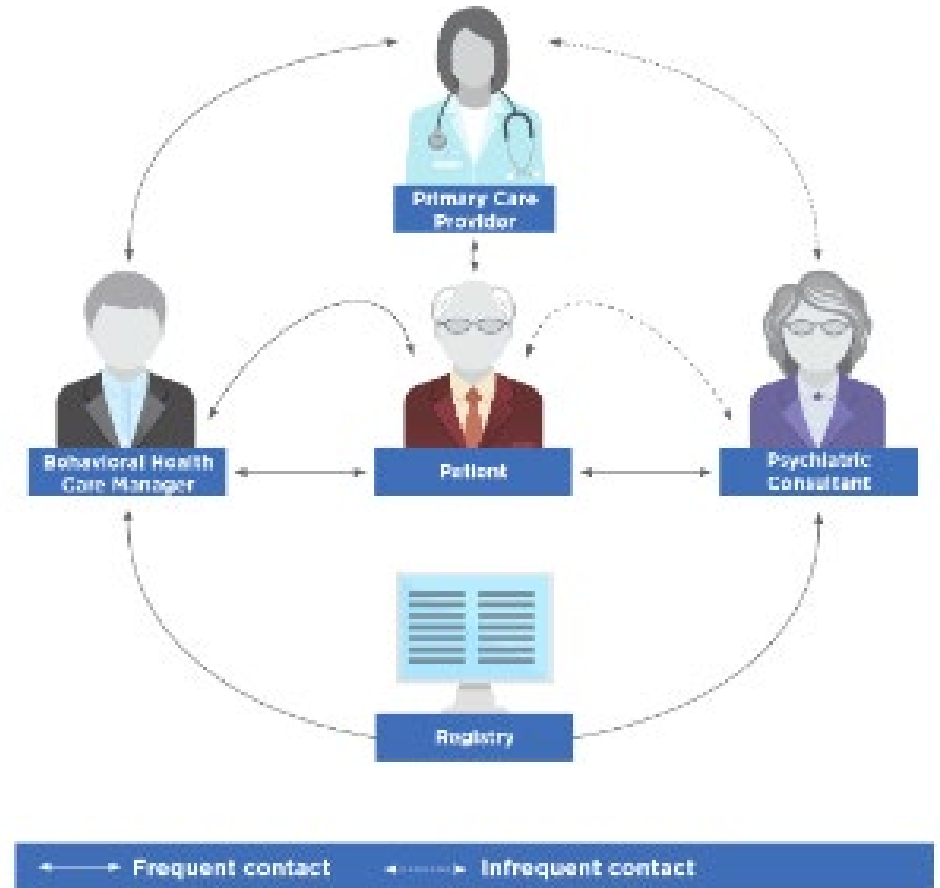 Primary Care
Provider
Behavioral Health
Care Manager
Patient
Psychiatric
Consultant
Registry
Frequent contact
Infrequent contact